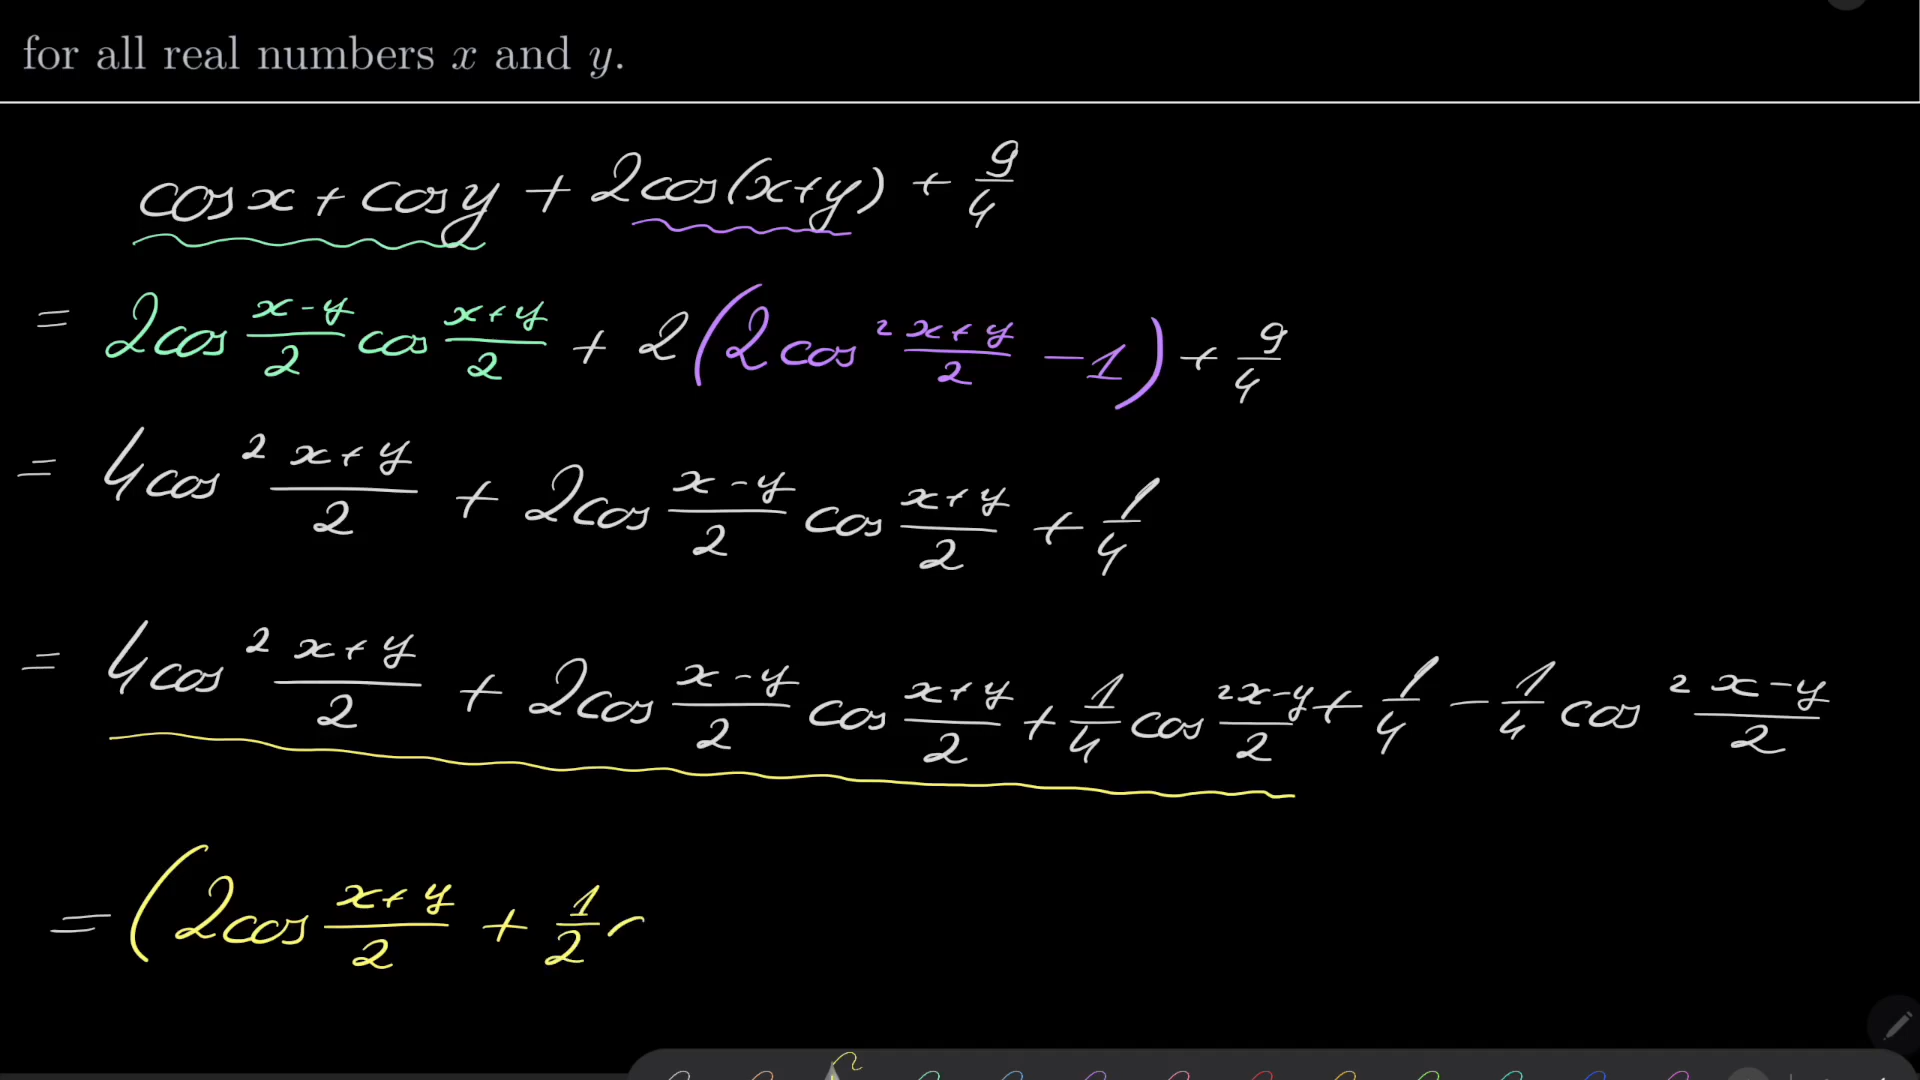 for all real numbers x and y.
cos x + cos y + 2cos(x+y) + 9/4
= 2cos (x-y)/2 cos (x+y)/2 + 2(2cos² (x+y)/2 - 1) + 9/4
= 4cos² (x+y)/2 + 2cos (x-y)/2 cos (x+y)/2 + 1/4
= 4cos² (x+y)/2 + 2cos (x-y)/2 cos (x+y)/2 + 1/4 cos² (x-y)/2 + 1/4 - 1/4 cos² (x-y)/2
= (2cos (x+y)/2 + 1/2